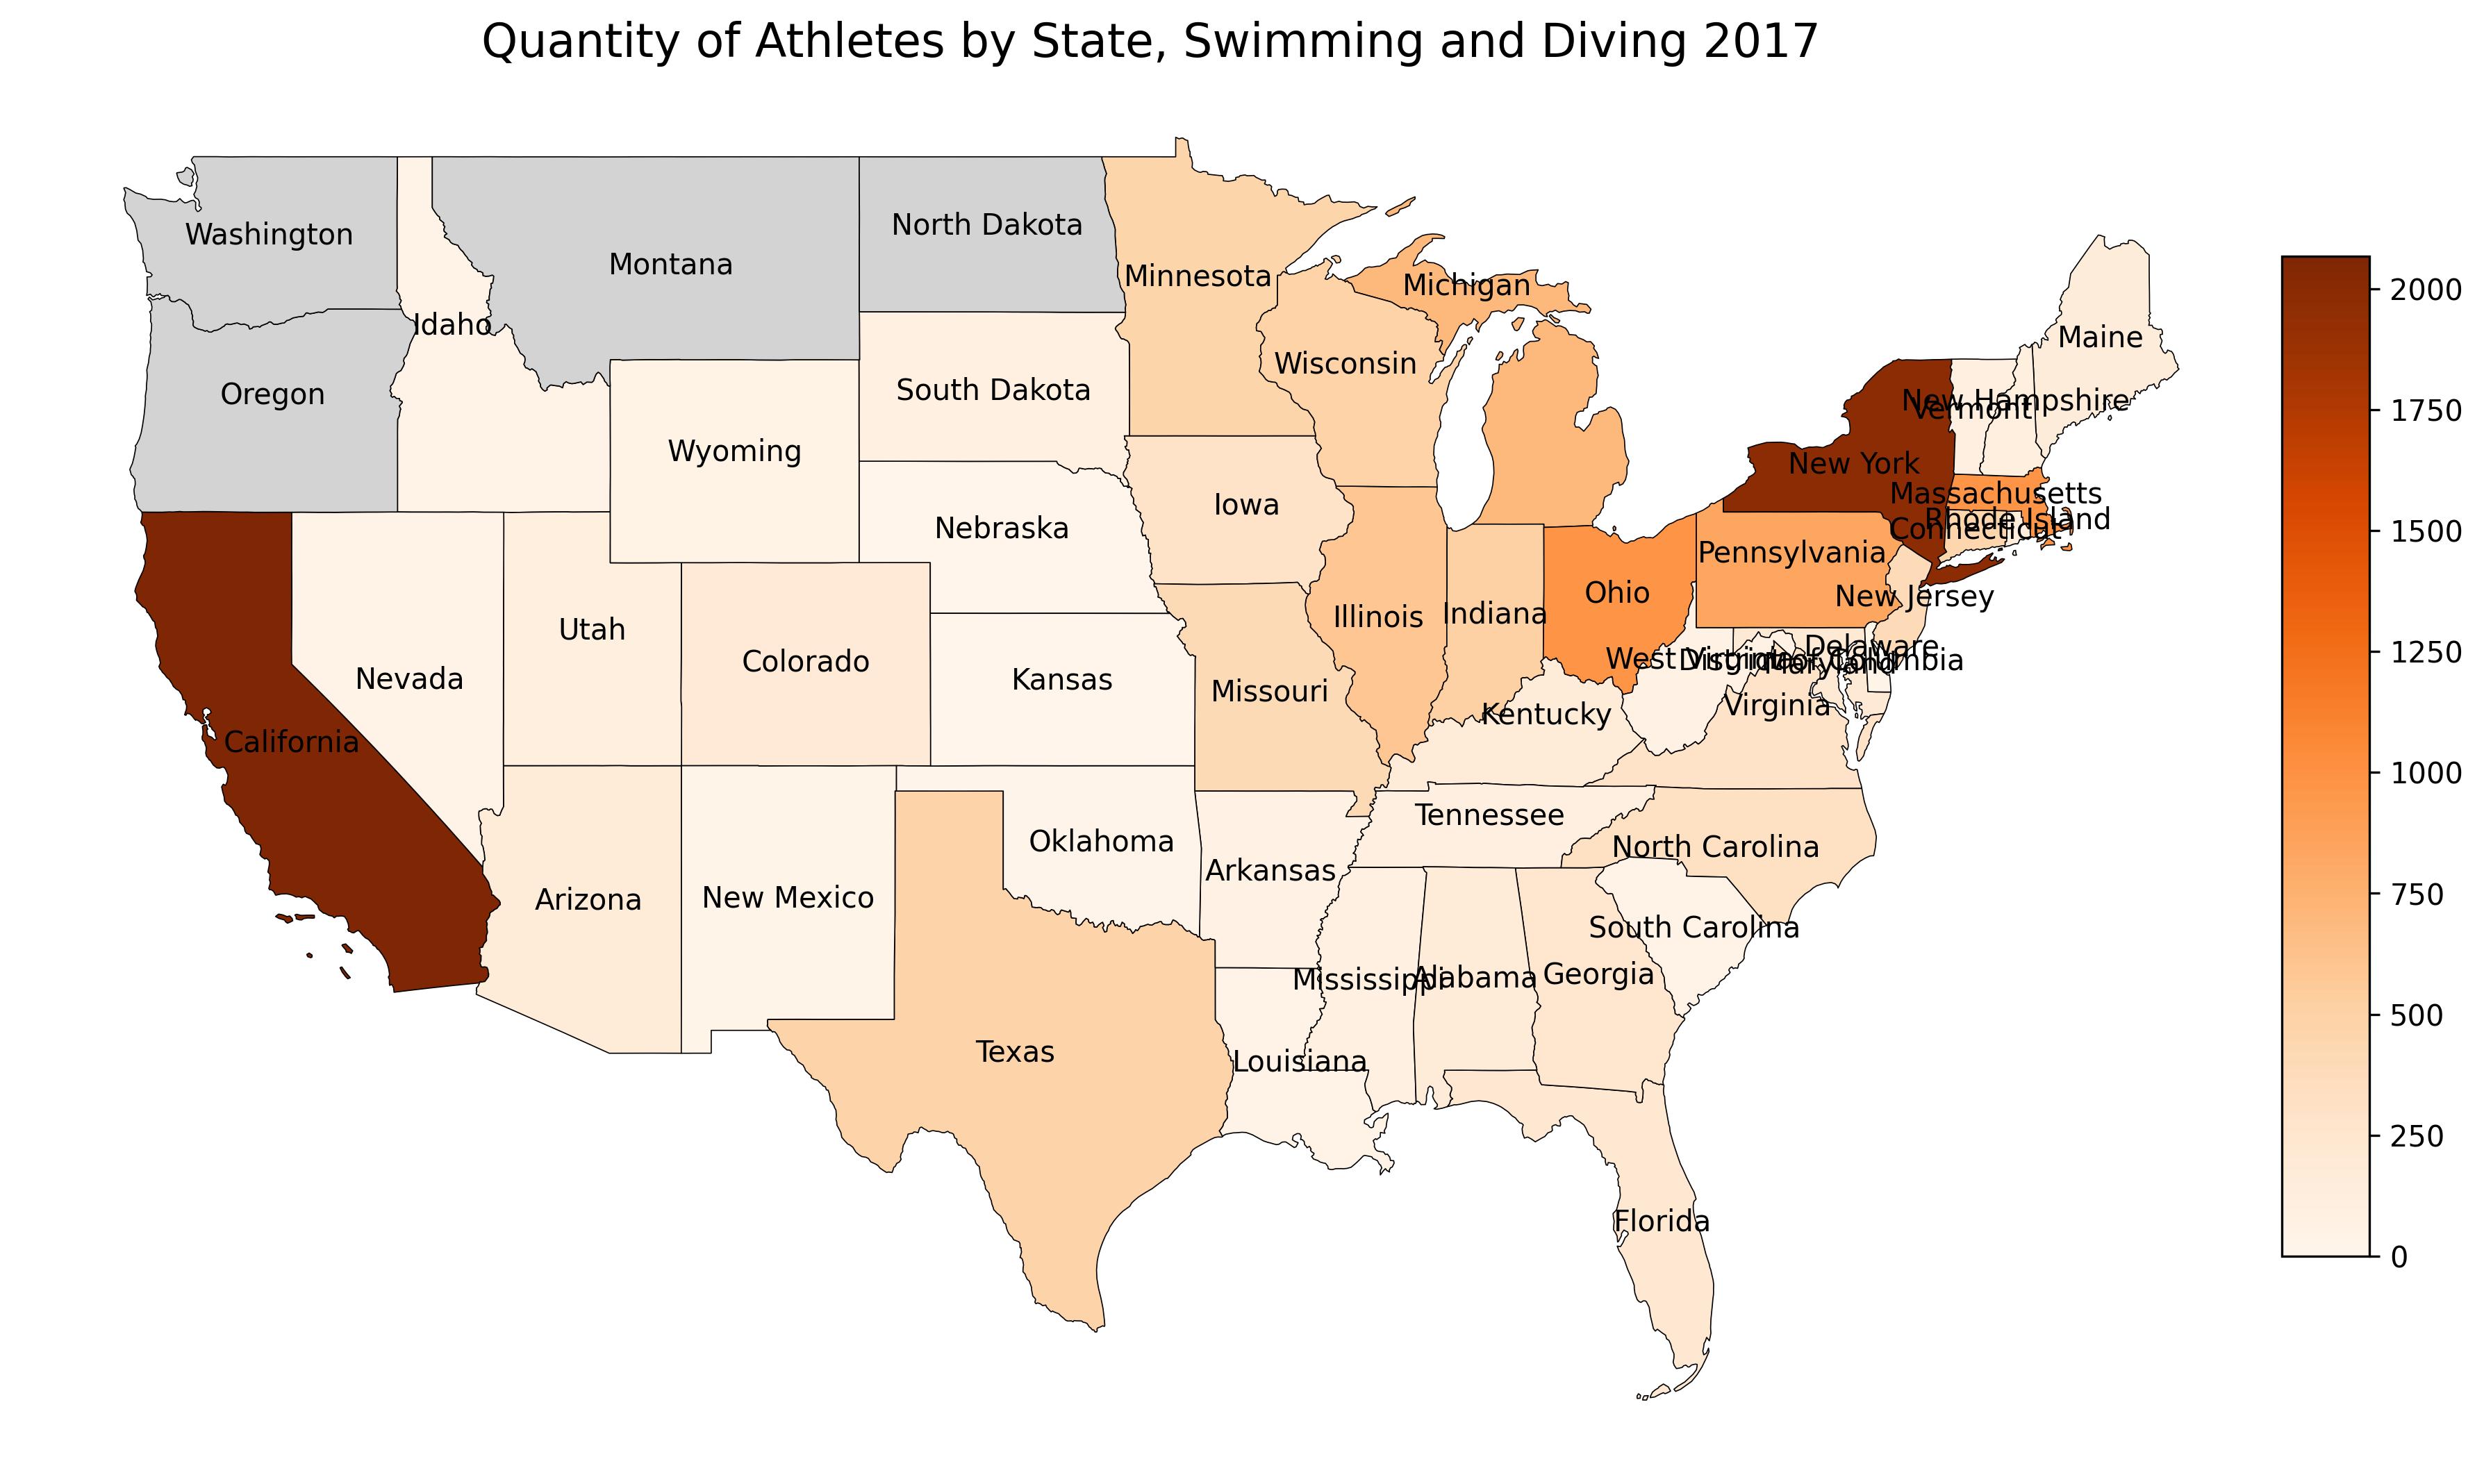 Quantity of Athletes by State, Swimming and Diving 2017
Washington
Montana
North Dakota
Minnesota
Michigan
Idaho
Maine
Oregon
South Dakota
Wisconsin
New Hampshire
Vermont
Wyoming
New York
Iowa
Massachusetts
Rhode Island
Connecticut
Nebraska
Pennsylvania
Ohio
New Jersey
Utah
Illinois
Indiana
Delaware
Colorado
West Virginia
District of Columbia
Maryland
Nevada
Kansas
Missouri
Virginia
Kentucky
California
Tennessee
Oklahoma
North Carolina
Arkansas
Arizona
New Mexico
South Carolina
Mississippi
Alabama
Georgia
Texas
Louisiana
Florida
2000
1750
1500
1250
1000
750
500
250
0